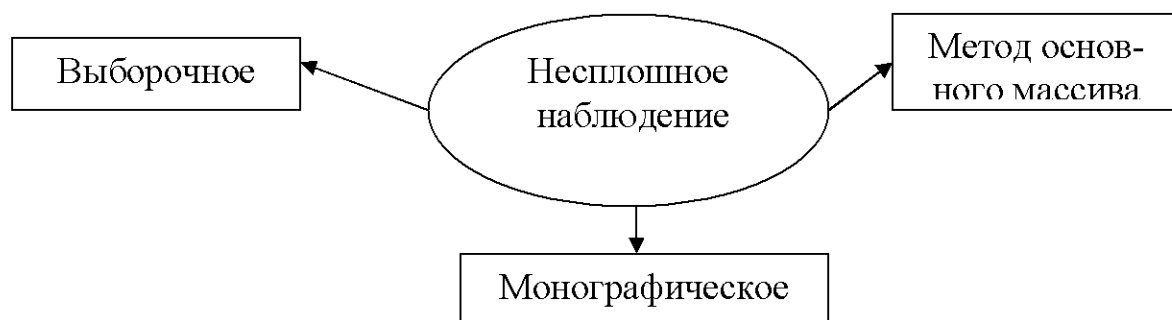 Выборочное
Несплошное
наблюдение
Метод основ-
ного массива
Монографическое